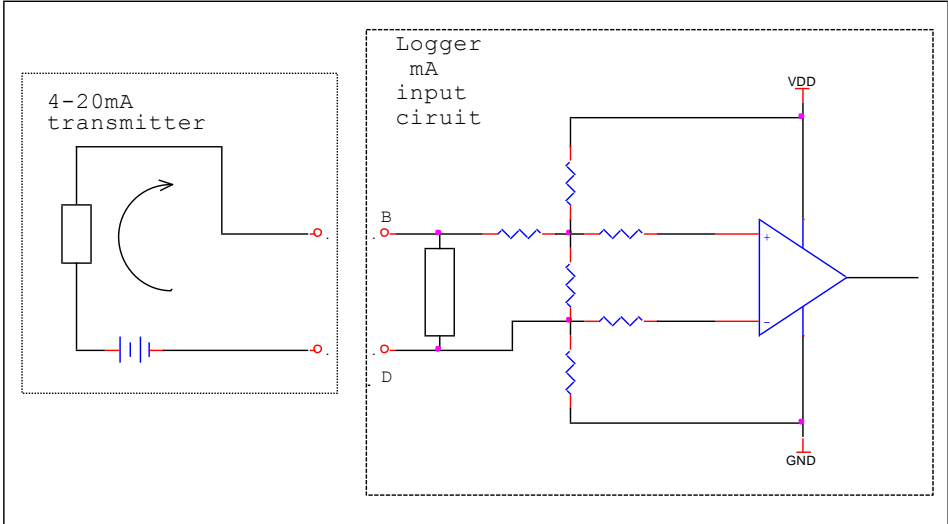 4-20mA
transmitter
Logger
mA
input
ciruit
VDD
B
+
−
D
GND